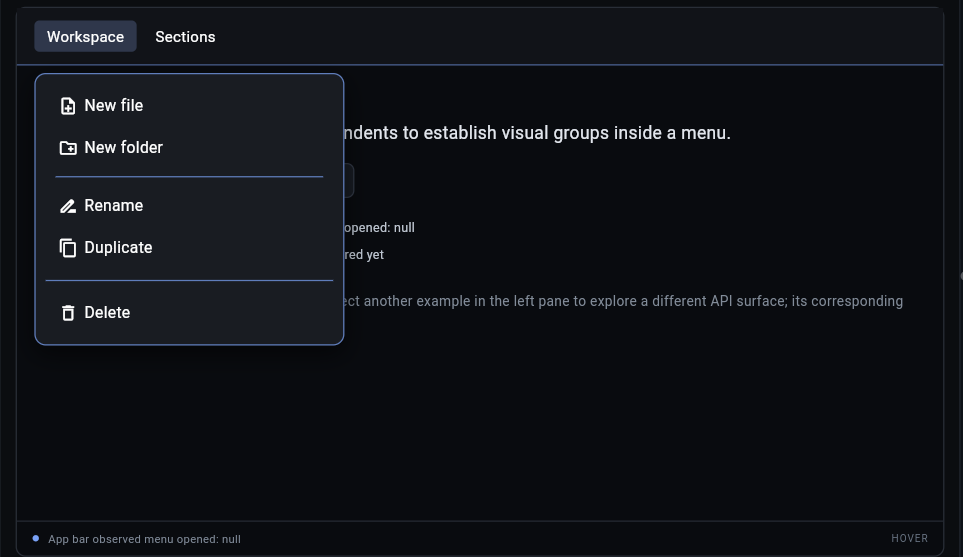 Workspace
Sections
New file
New folder
Rename
Duplicate
Delete
ndents to establish visual groups inside a menu.
opened: null
red yet
ect another example in the left pane to explore a different API surface; its corresponding
App bar observed menu opened: null
HOVER